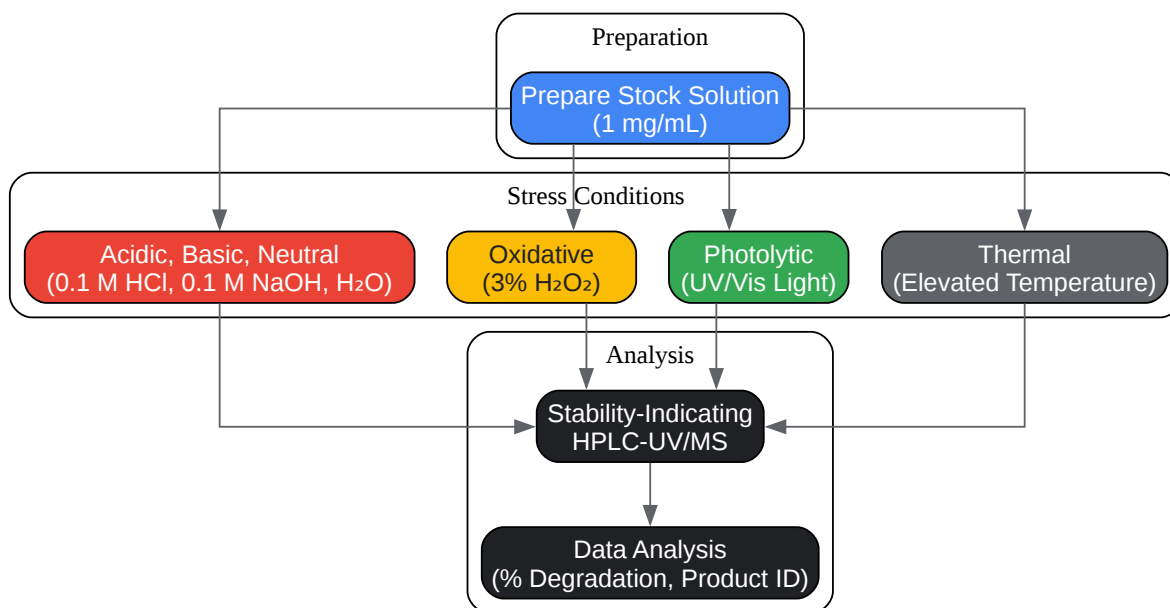 Preparation
Prepare Stock Solution
(1 mg/mL)
Stress Conditions
Acidic, Basic, Neutral
(0.1 M HCl, 0.1 M NaOH, H₂O)
Oxidative
(3% H₂O₂)
Photolytic
(UV/Vis Light)
Thermal
(Elevated Temperature)
Analysis
Stability-Indicating
HPLC-UV/MS
Data Analysis
(% Degradation, Product ID)